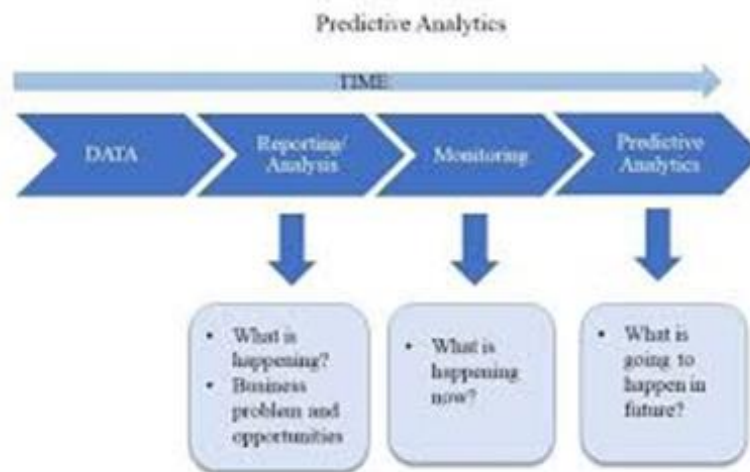 Predictive Analytics
TIME
DATA
Reporting/
Analysis
Monitoring
Predictive
Analytics
• What is
happening?
• Business
problem and
opportunities
• What is
happening
now?
• What is
going to
happen in
future?